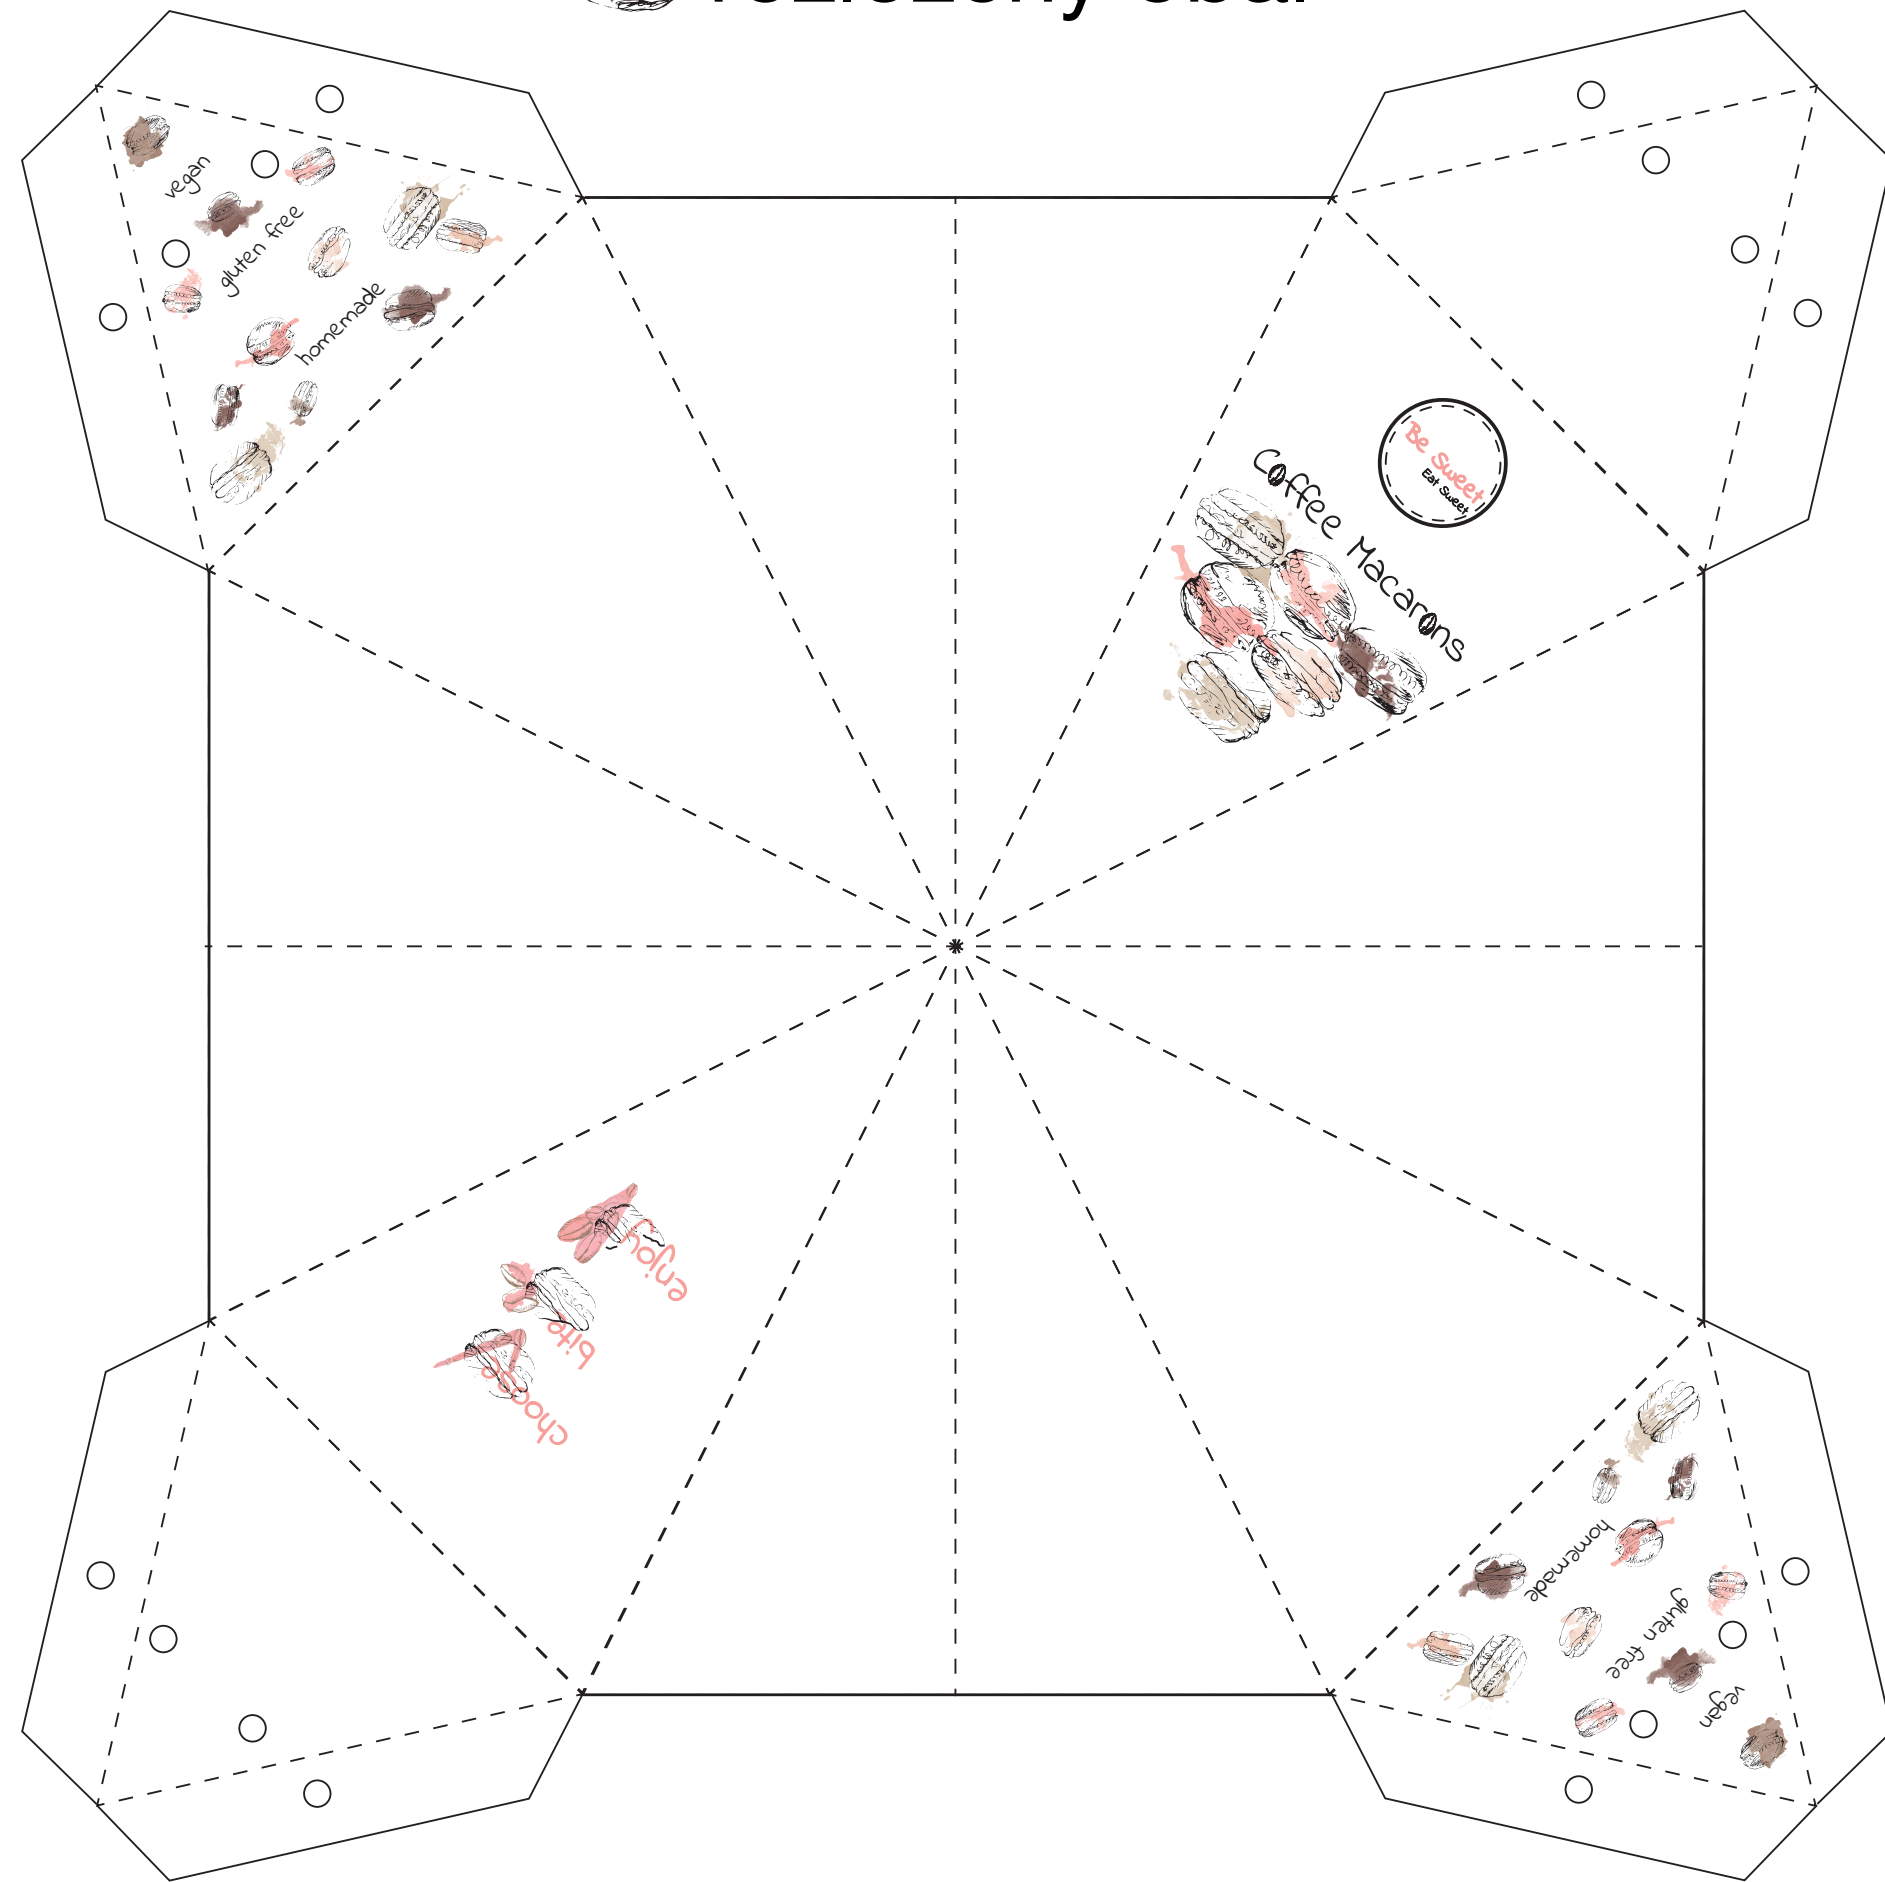 vegan
gluten free
homemade
Be Sweet
Eat Sweet
Coffee Macarons
enjoy
bite
choose
homemade
gluten free
vegan